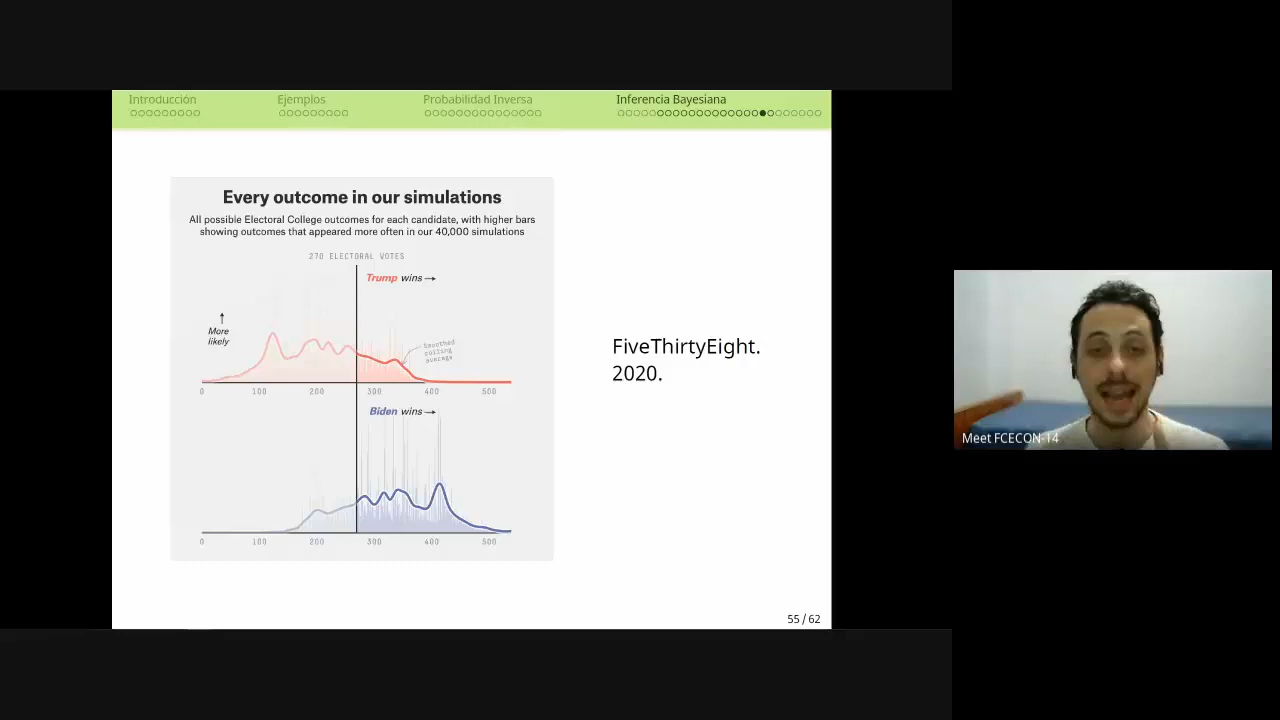 Introducción
Ejemplos
Probabilidad Inversa
Inferencia Bayesiana
Every outcome in our simulations
All possible Electoral College outcomes for each candidate, with higher bars
showing outcomes that appeared more often in our 40,000 simulations
270 ELECTORAL VOTES
Trump wins →
↑
More
likely
Smoothed
rolling
average
0 100 200 300 400 500
Biden wins →
0 100 200 300 400 500
FiveThirtyEight.
2020.
55 / 62
Meet FCECON-14